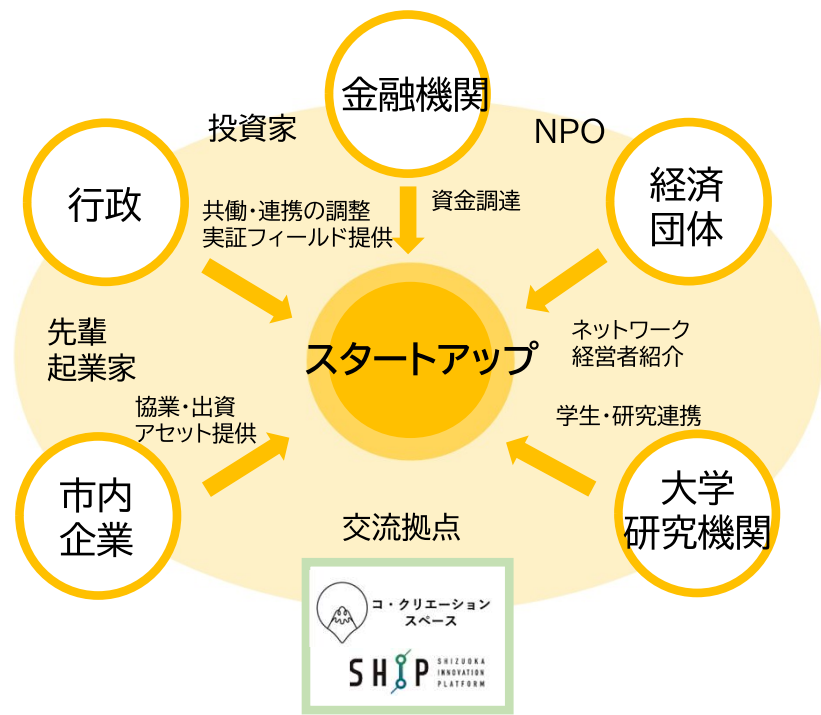 金融機関
投資家
NPO
行政
経済
団体
共働・連携の調整
実証フィールド提供
資金調達
先輩
起業家
スタートアップ
ネットワーク
経営者紹介
協業・出資
アセット提供
学生・研究連携
市内
企業
大学
研究機関
交流拠点
コ・クリエーション
スペース
SHIP
SHIZUOKA
INNOVATION
PLATFORM